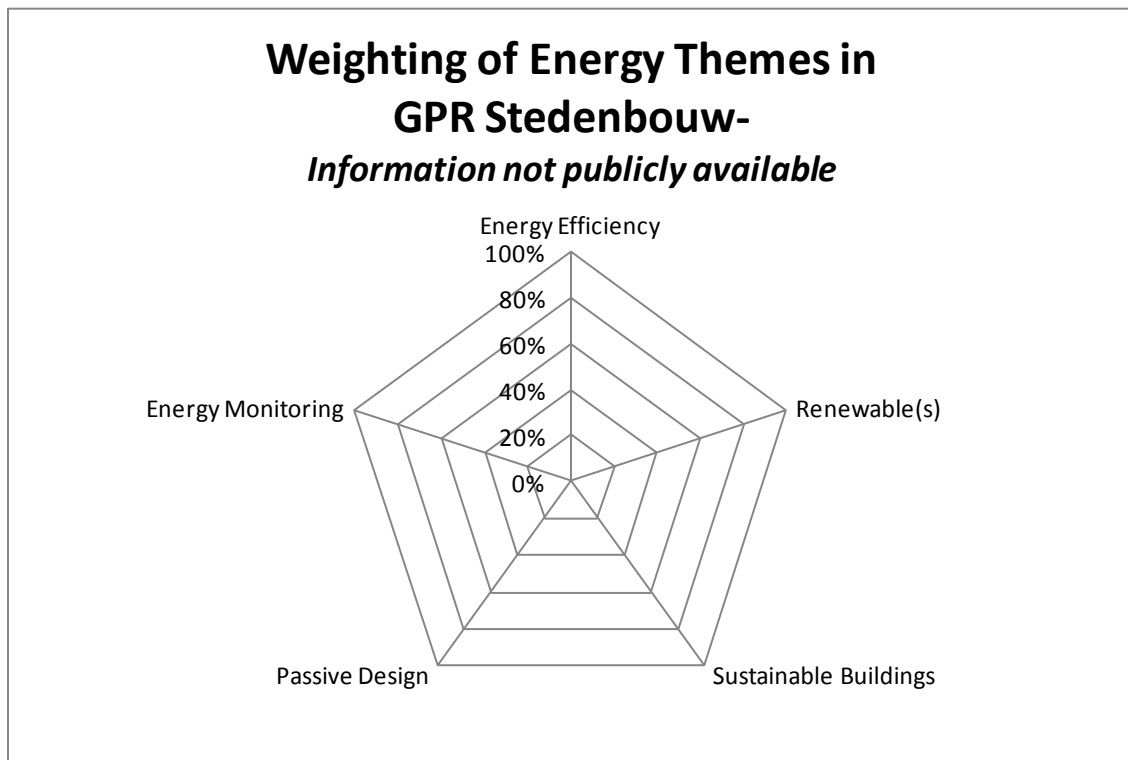 Weighting of Energy Themes in
GPR Stedenbouw-
Information not publicly available
Energy Efficiency
100%
80%
60%
40%
20%
0%
Energy Monitoring
Renewable(s)
Passive Design
Sustainable Buildings